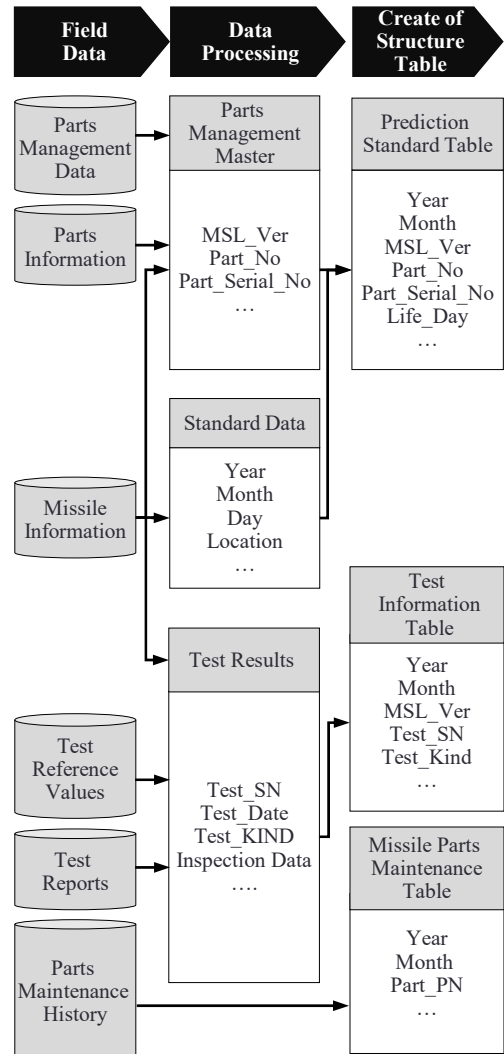 Field
Data
Data
Processing
Create of
Structure
Table
Parts
Management
Data
Parts
Information
Missile
Information
Test
Reference
Values
Test
Reports
Parts
Maintenance
History
Parts
Management
Master
MSL_Ver
Part_No
Part_Serial_No
…
Standard Data
Year
Month
Day
Location
…
Test Results
Test_SN
Test_Date
Test_KIND
Inspection Data
….
Prediction
Standard Table
Year
Month
MSL_Ver
Part_No
Part_Serial_No
Life_Day
…
Test
Information
Table
Year
Month
MSL_Ver
Test_SN
Test_Kind
…
Missile Parts
Maintenance
Table
Year
Month
Part_PN
…